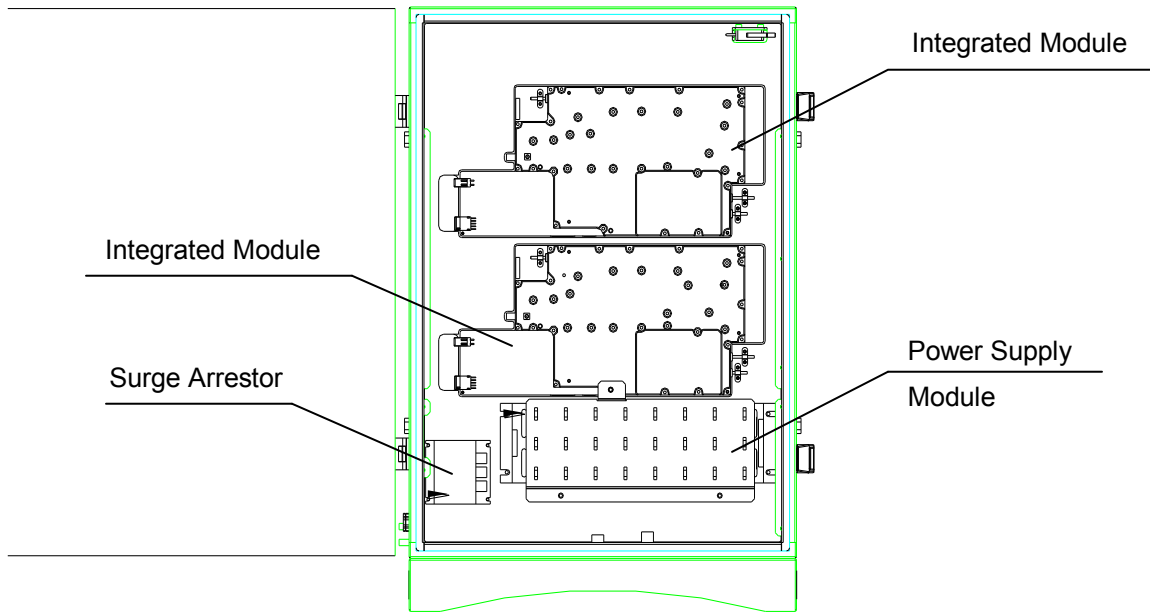 Integrated Module
Integrated Module
Surge Arrestor
Power Supply
Module